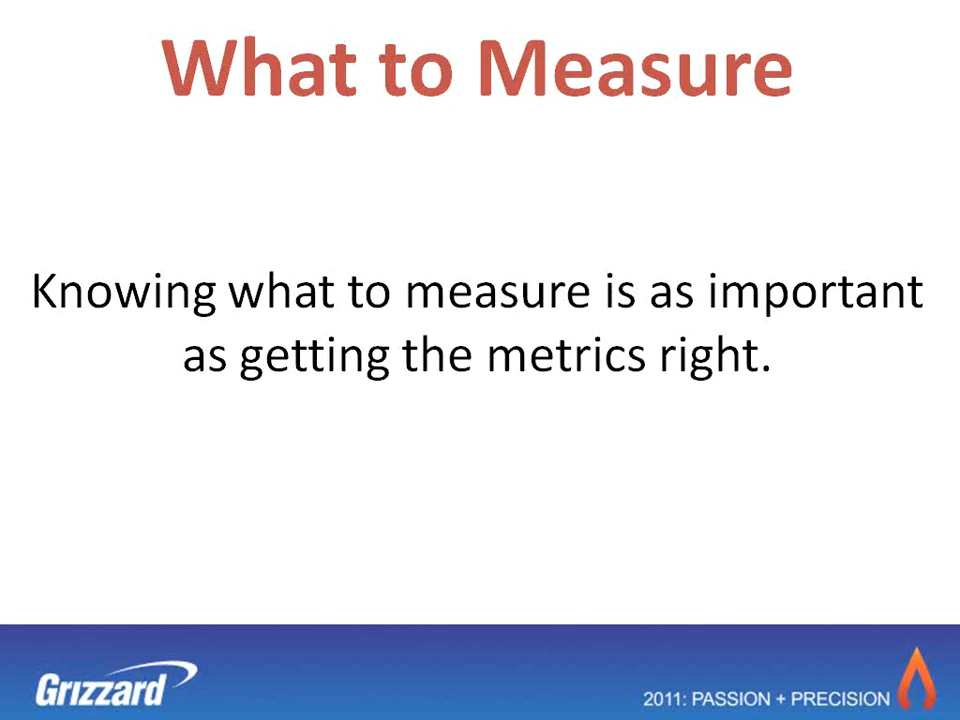 What to Measure
Knowing what to measure is as important
as getting the metrics right.
Grizzard
2011: PASSION + PRECISION